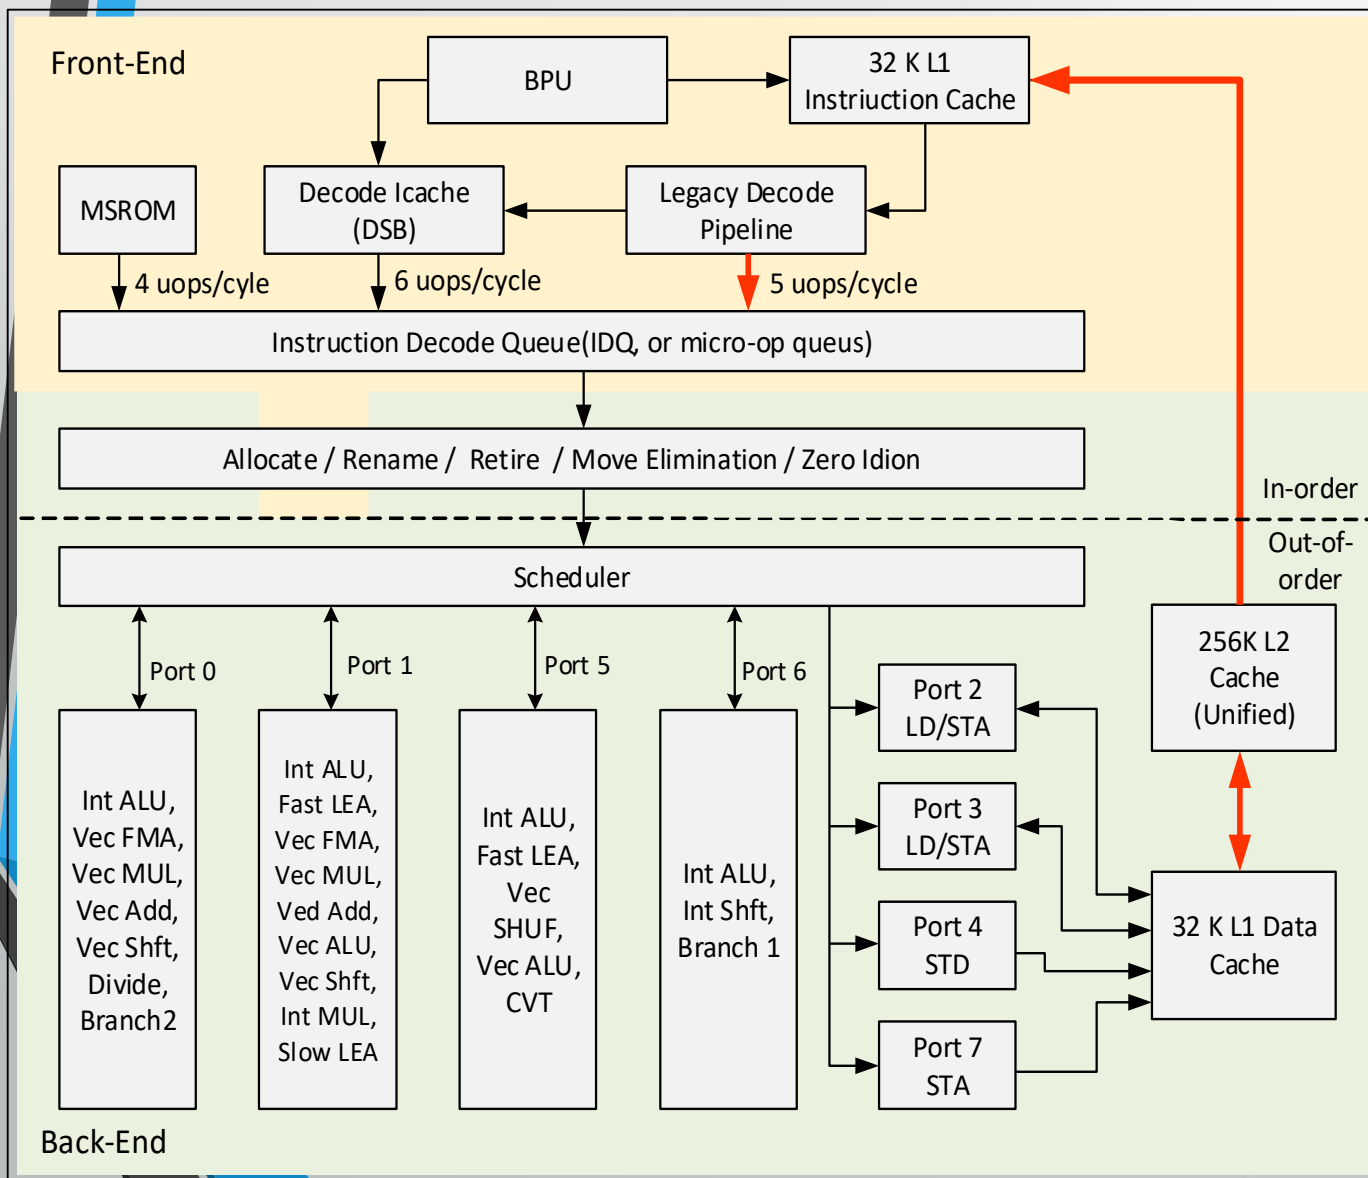 Front-End
BPU
32 K L1
Instriuction Cache
MSROM
Decode Icache
(DSB)
Legacy Decode
Pipeline
4 uops/cyle
6 uops/cycle
5 uops/cycle
Instruction Decode Queue(IDQ, or micro-op queus)
Allocate / Rename / Retire / Move Elimination / Zero Idion
In-order
Out-of-
order
Scheduler
Port 0
Port 1
Port 5
Port 6
Int ALU,
Vec FMA,
Vec MUL,
Vec Add,
Vec Shft,
Divide,
Branch2
Int ALU,
Fast LEA,
Vec FMA,
Vec MUL,
Ved Add,
Vec ALU,
Vec Shft,
Int MUL,
Slow LEA
Int ALU,
Fast LEA,
Vec
SHUF,
Vec ALU,
CVT
Int ALU,
Int Shft,
Branch 1
Port 2
LD/STA
Port 3
LD/STA
Port 4
STD
Port 7
STA
256K L2
Cache
(Unified)
32 K L1 Data
Cache
Back-End